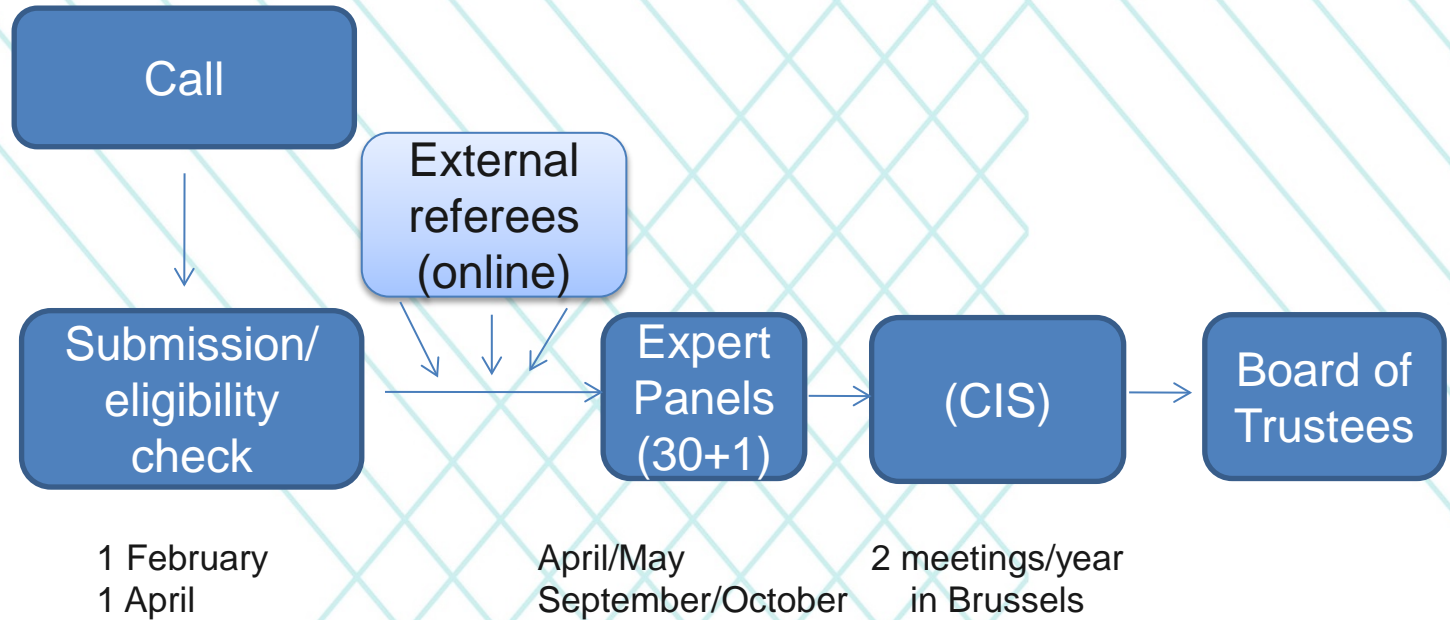 Call
External
referees
(online)
Submission/
eligibility
check
Expert
Panels
(30+1)
(CIS)
Board of
Trustees
1 February
1 April
April/May
September/October
2 meetings/year
in Brussels